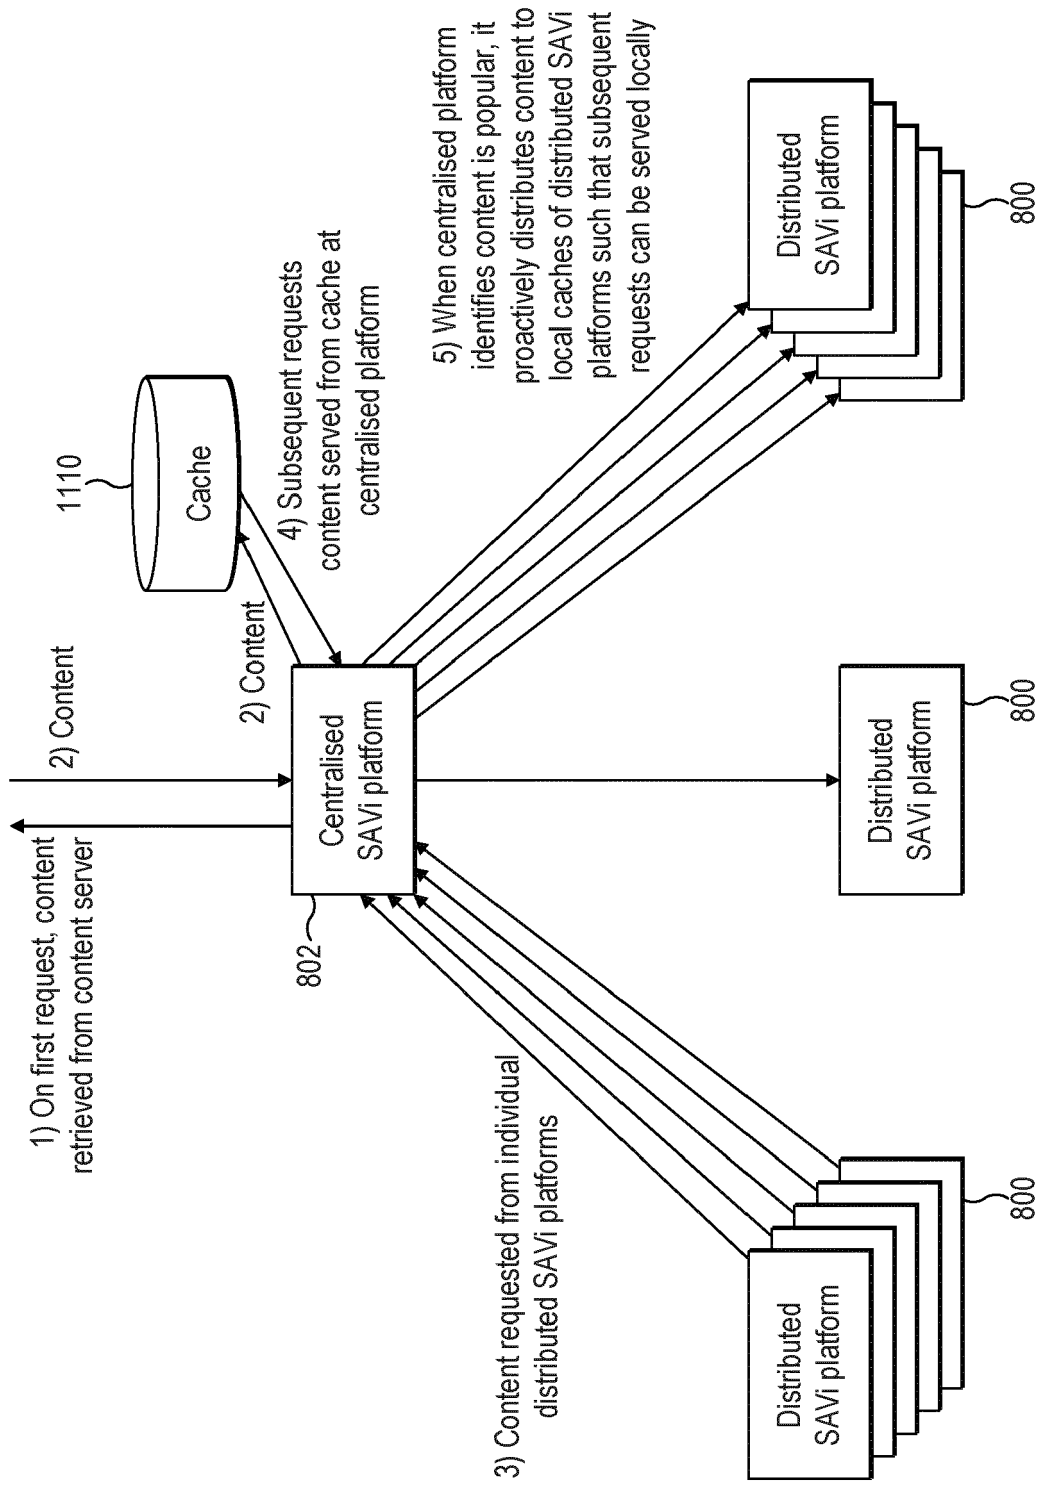 1) On first request, content
retrieved from content server
2) Content
1110
Cache
2) Content
4) Subsequent requests
content served from cache at
centralised platform
802
Centralised
SAVi platform
3) Content requested from individual
distributed SAVi platforms
5) When centralised platform
identifies content is popular, it
proactively distributes content to
local caches of distributed SAVi
platforms such that subsequent
requests can be served locally
Distributed
SAVi platform
800
Distributed
SAVi platform
800
Distributed
SAVi platform
800